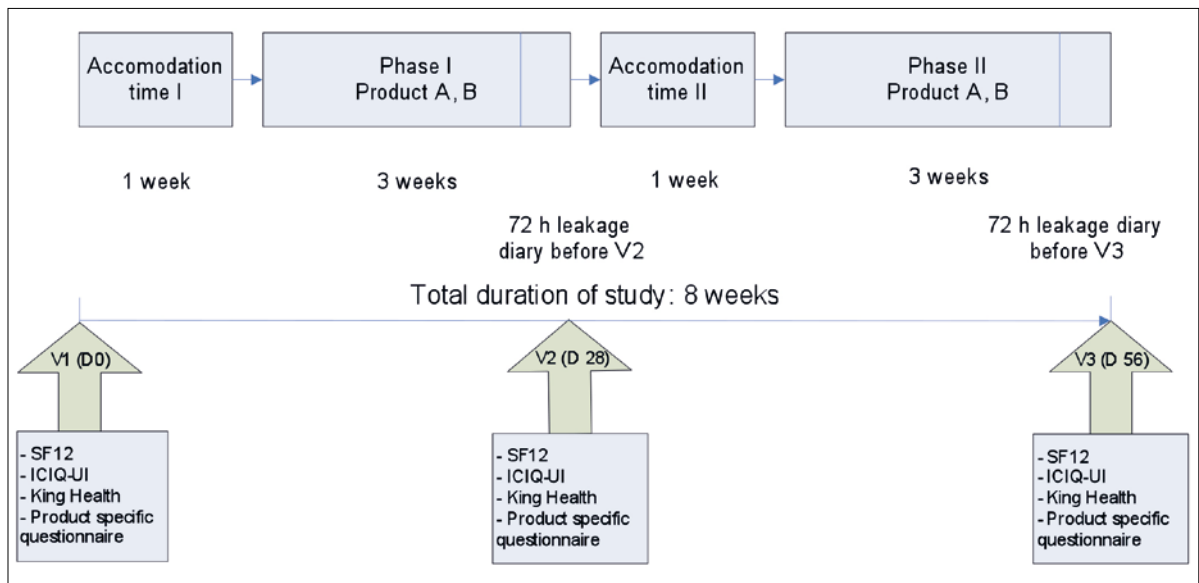 Accomodation
time I
Phase I
Product A, B
Accomodation
time II
Phase II
Product A, B
1 week
3 weeks
1 week
3 weeks
72 h leakage
diary before V2
72 h leakage diary
before V3
Total duration of study: 8 weeks
V1 (D0)
V2 (D 28)
V3 (D 56)
- SF12
- ICIQ-UI
- King Health
- Product specific
questionnaire
- SF12
- ICIQ-UI
- King Health
- Product specific
questionnaire
- SF12
- ICIQ-UI
- King Health
- Product specific
questionnaire